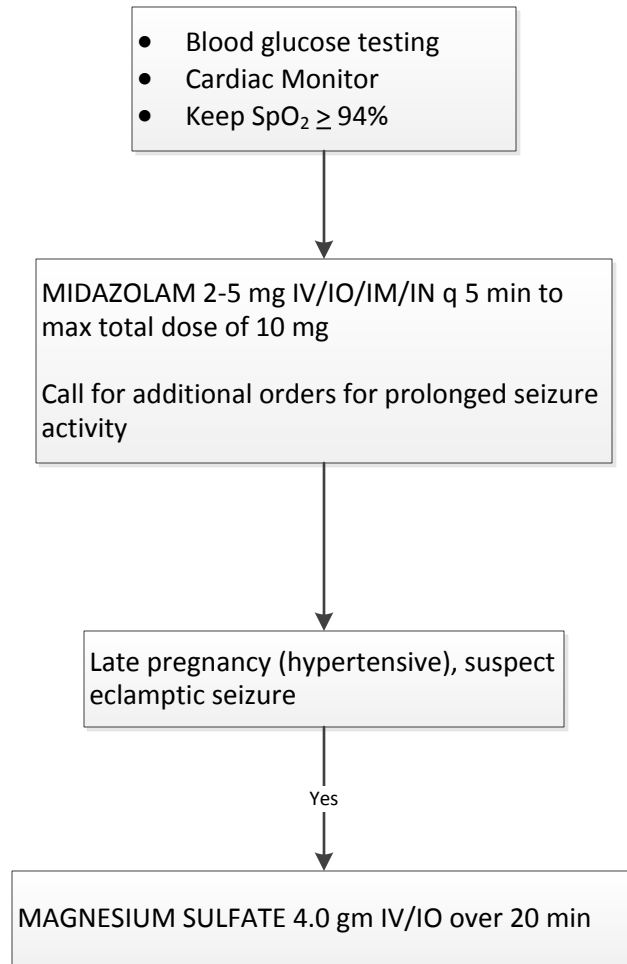 • Blood glucose testing
• Cardiac Monitor
• Keep SpO₂ ≥ 94%
MIDAZOLAM 2-5 mg IV/IO/IM/IN q 5 min to
max total dose of 10 mg
Call for additional orders for prolonged seizure
activity
Late pregnancy (hypertensive), suspect
eclamptic seizure
Yes
MAGNESIUM SULFATE 4.0 gm IV/IO over 20 min